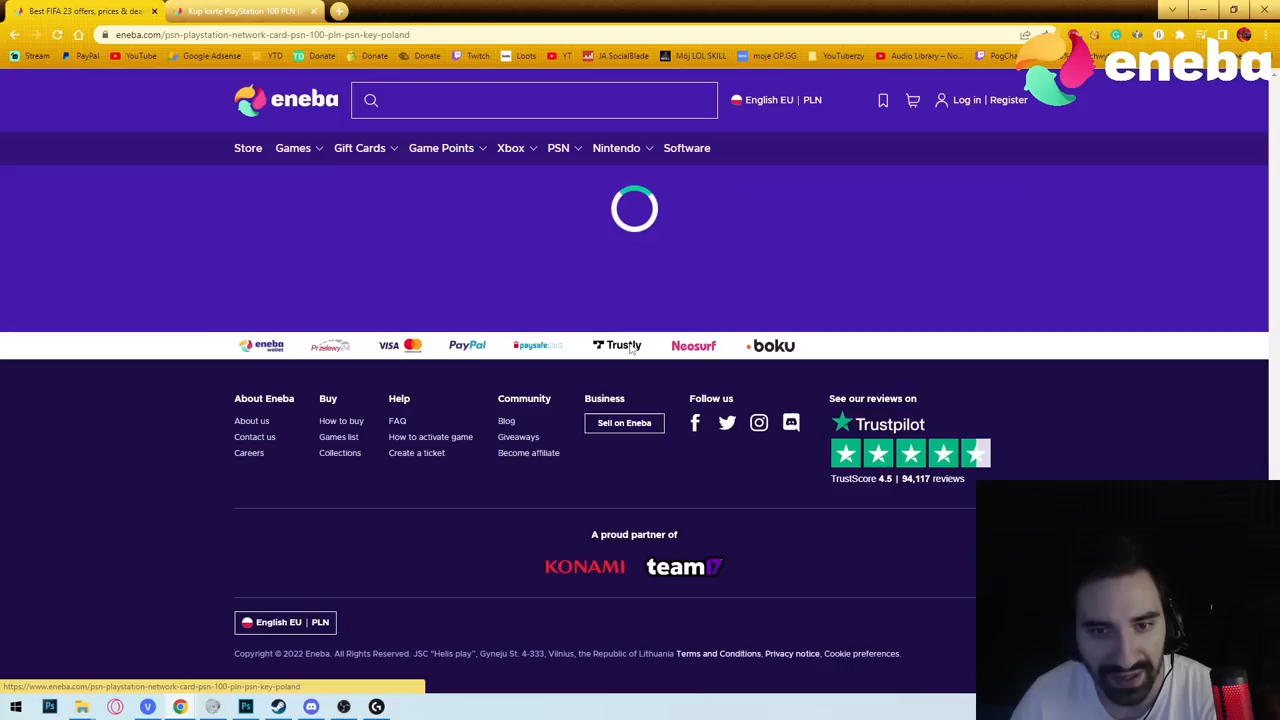 Best FIFA 23 offers, prices & dea
Kup kartę PlayStation 100 PLN
eneba.com/psn-playstation-network-card-psn-100-pln-psn-key-poland
Stream PayPal YouTube Google Adsense YTD Donate Donate Donate Twitch Loots YT JA SocialBlade Mój LOL SKILL moje OP.GG YouTuberzy Audio Library – No...
eneba
eneba
English EU | PLN
Log in | Register
Store Games Gift Cards Game Points Xbox PSN Nintendo Software
eneba wallet Przelewy VISA PayPal paysafecard Trustly Neosurf boku
About Eneba Buy Help Community Business Follow us See our reviews on
About us How to buy FAQ Blog Sell on Eneba Trustpilot
Contact us Games list How to activate game Giveaways
Careers Collections Create a ticket Become affiliate
TrustScore 4.5 | 94,117 reviews
A proud partner of
KONAMI team17
English EU | PLN
Copyright © 2022 Eneba. All Rights Reserved. JSC "Helis play", Gyneju St. 4-333, Vilnius, the Republic of Lithuania Terms and Conditions, Privacy notice, Cookie preferences.
https://www.eneba.com/psn-playstation-network-card-psn-100-pln-psn-key-poland